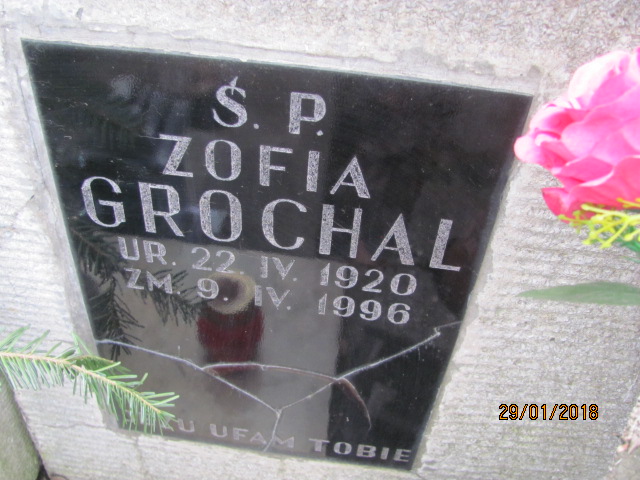 Ś. P.
ZOFIA
GROCHAL
UR. 22. IV. 1920
ZM. 9. IV. 1996
UFAM TOBIE
29/01/2018